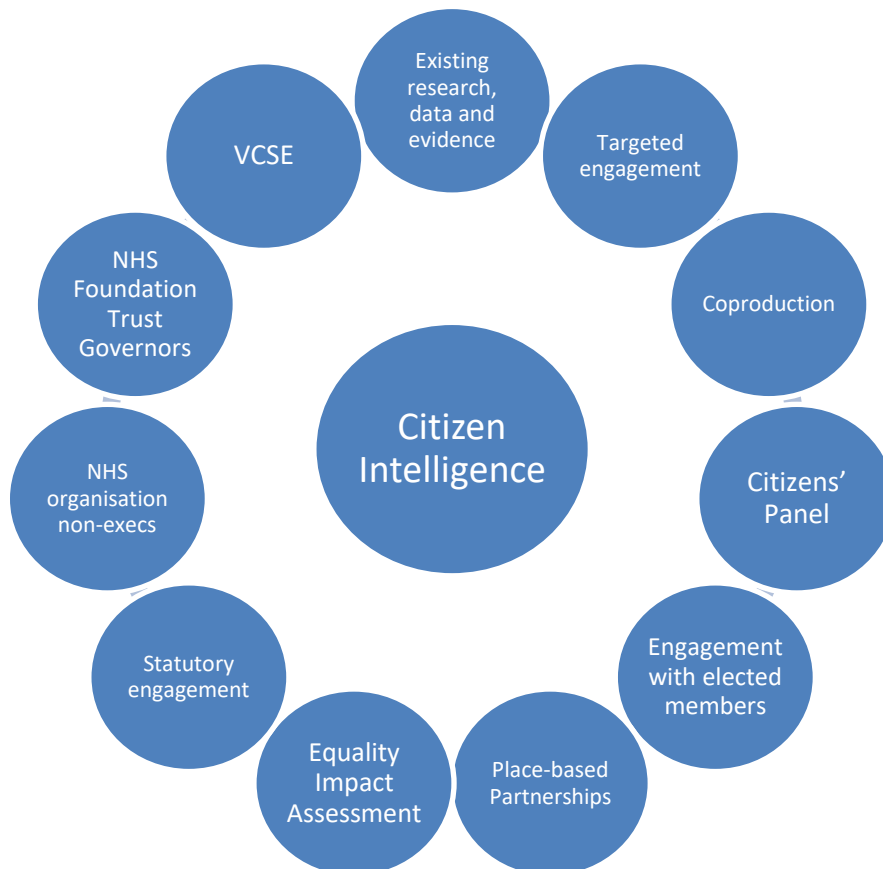 Existing
research,
data and
evidence
Targeted
engagement
Coproduction
Citizens’
Panel
Engagement
with elected
members
Place-based
Partnerships
Equality
Impact
Assessment
Statutory
engagement
NHS
organisation
non-execs
NHS
Foundation
Trust
Governors
VCSE
Citizen
Intelligence